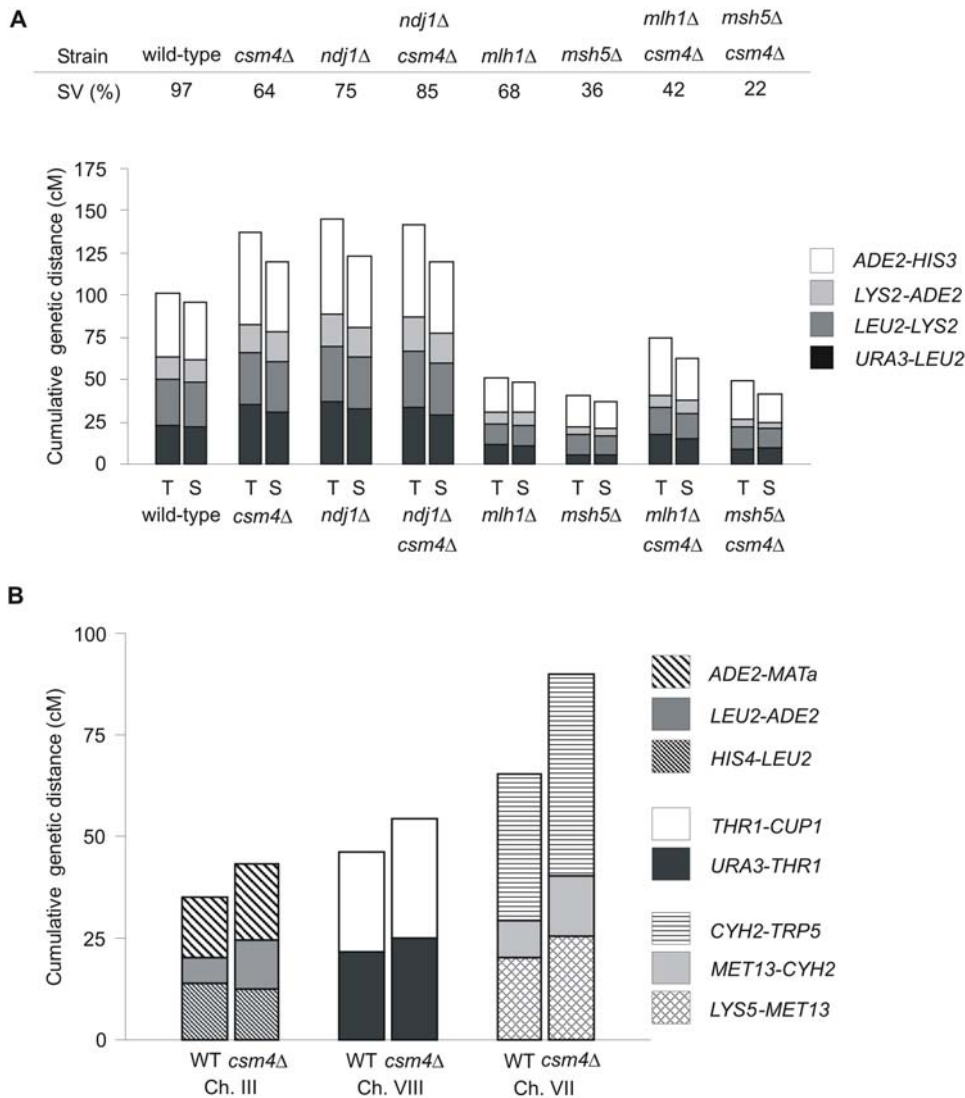 A
ndj1Δ mlh1Δ msh5Δ
Strain wild-type csm4Δ ndj1Δ csm4Δ mlh1Δ msh5Δ csm4Δ csm4Δ
SV (%) 97 64 75 85 68 36 42 22
Cumulative genetic distance (cM)
175
150
125
100
75
50
25
0
ADE2-HIS3
LYS2-ADE2
LEU2-LYS2
URA3-LEU2
T S T S T S T S T S T S T S T S
wild-type csm4Δ ndj1Δ ndj1Δ mlh1Δ msh5Δ mlh1Δ msh5Δ
csm4Δ csm4Δ csm4Δ
B
Cumulative genetic distance (cM)
100
75
50
25
0
ADE2-MATa
LEU2-ADE2
HIS4-LEU2
THR1-CUP1
URA3-THR1
CYH2-TRP5
MET13-CYH2
LYS5-MET13
WT csm4Δ WT csm4Δ WT csm4Δ
Ch. III Ch. VIII Ch. VII